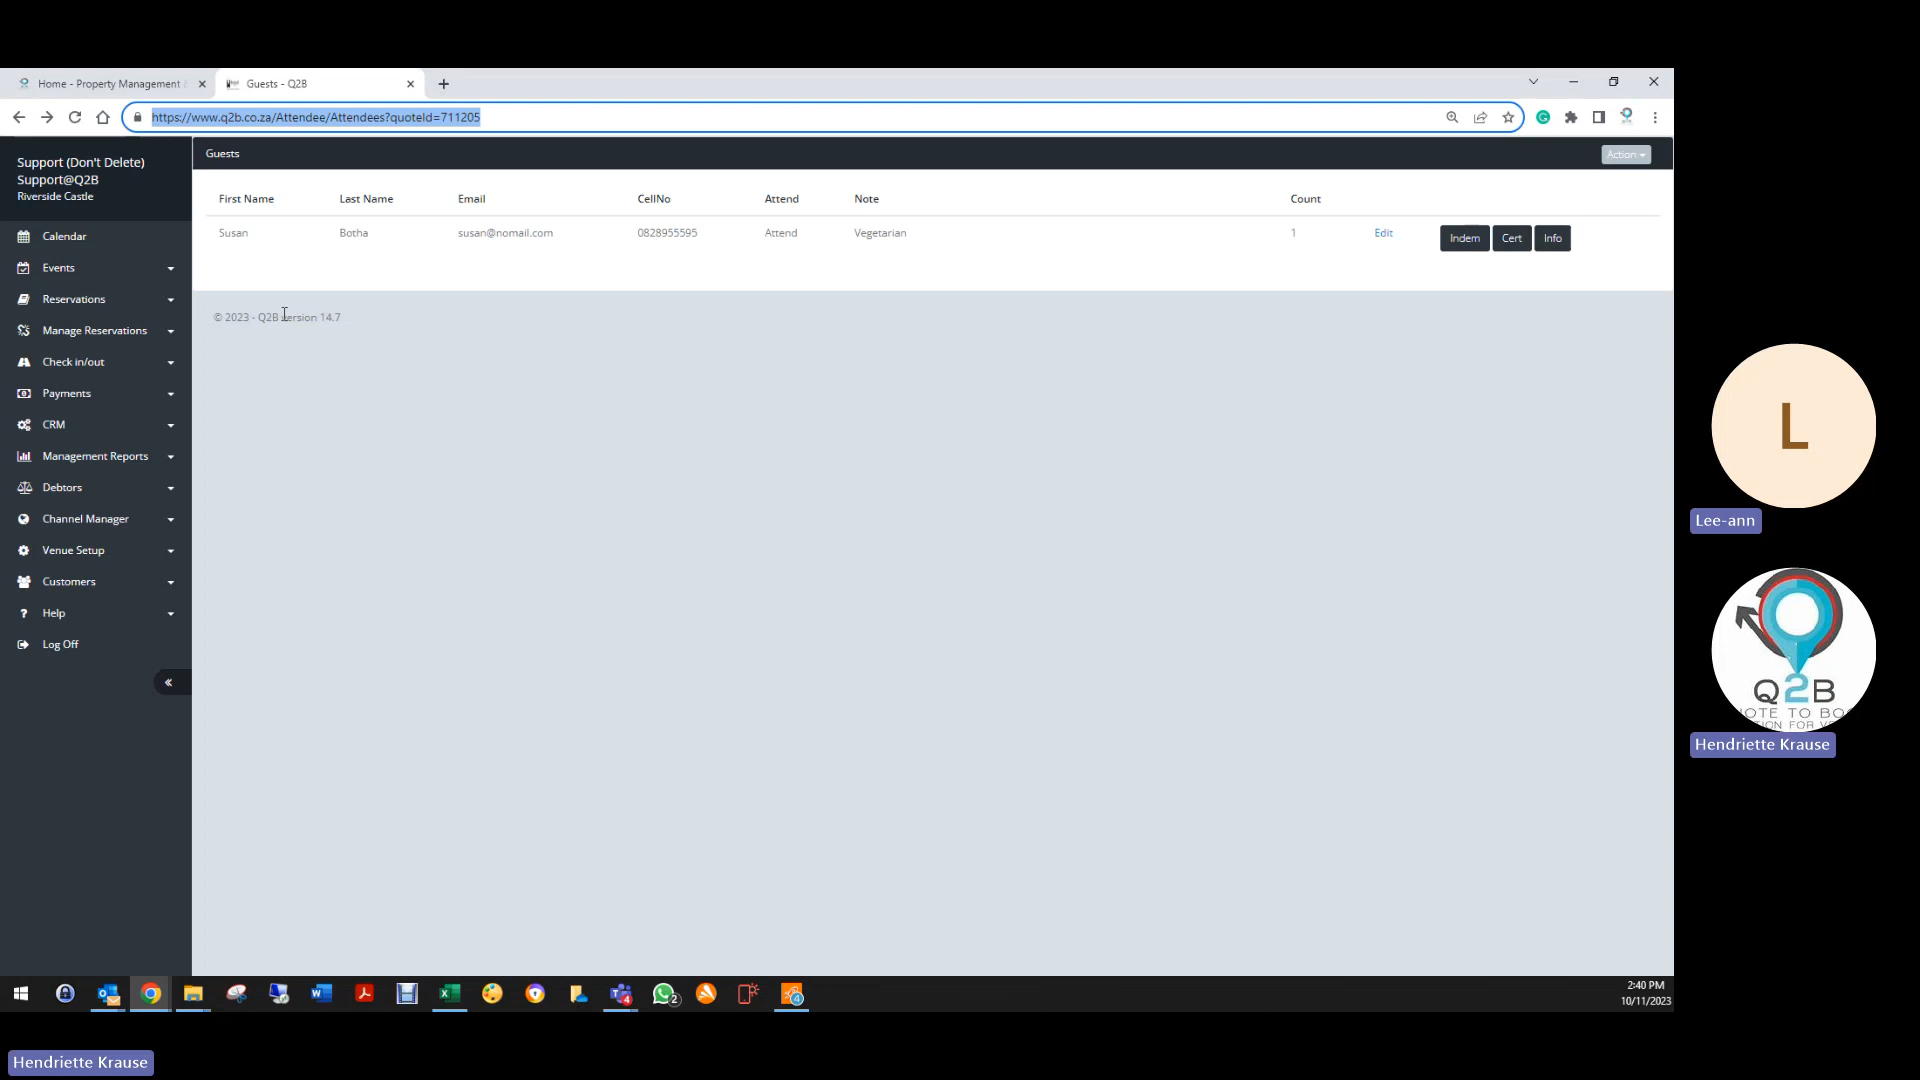 Home - Property Management
Guests - Q2B
https://www.q2b.co.za/Attendee/Attendees?quoteId=711205
Support (Don't Delete)
Support@Q2B
Riverside Castle
Calendar
Events
Reservations
Manage Reservations
Check in/out
Payments
CRM
Management Reports
Debtors
Channel Manager
Venue Setup
Customers
Help
Log Off
Guests
Action
First Name Last Name Email CellNo Attend Note Count
Susan Botha susan@nomail.com 0828955595 Attend Vegetarian 1 Edit Indem Cert Info
© 2023 - Q2B version 14.7
L
Lee-ann
Q2B
Hendriette Krause
4
2
4
2:40 PM
10/11/2023
Hendriette Krause